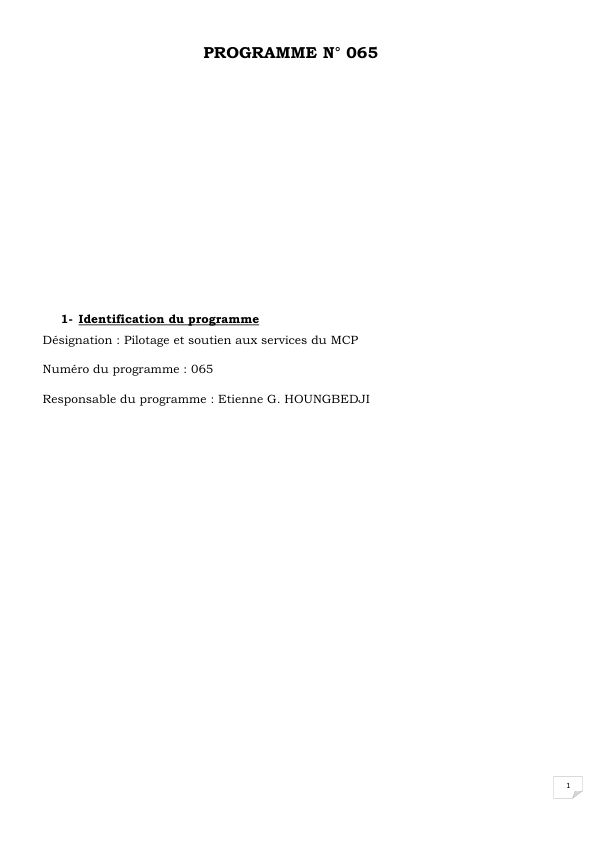 PROGRAMME N° 065
1- Identification du programme
Désignation : Pilotage et soutien aux services du MCP
Numéro du programme : 065
Responsable du programme : Etienne G. HOUNGBEDJI
1